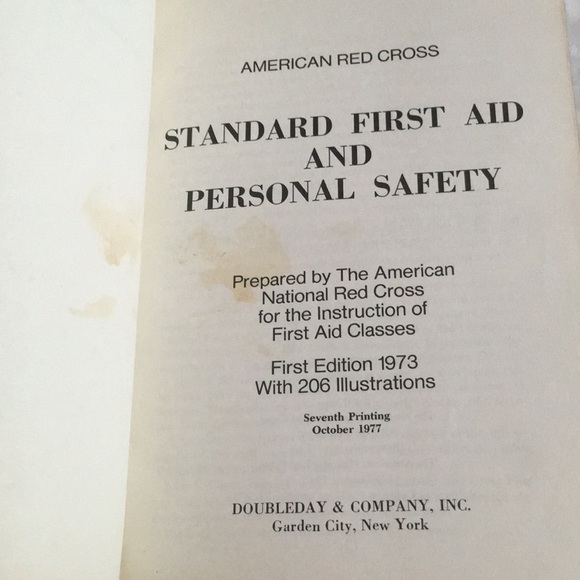 AMERICAN RED CROSS
STANDARD FIRST AID
AND
PERSONAL SAFETY
Prepared by The American
National Red Cross
for the Instruction of
First Aid Classes
First Edition 1973
With 206 Illustrations
Seventh Printing
October 1977
DOUBLEDAY & COMPANY, INC.
Garden City, New York